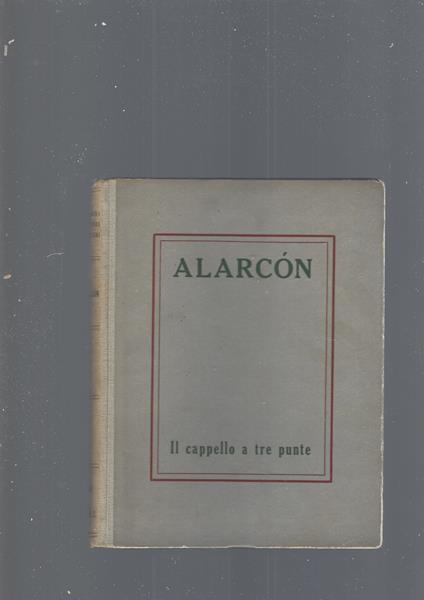 ALARCÓN
Il cappello a tre punte